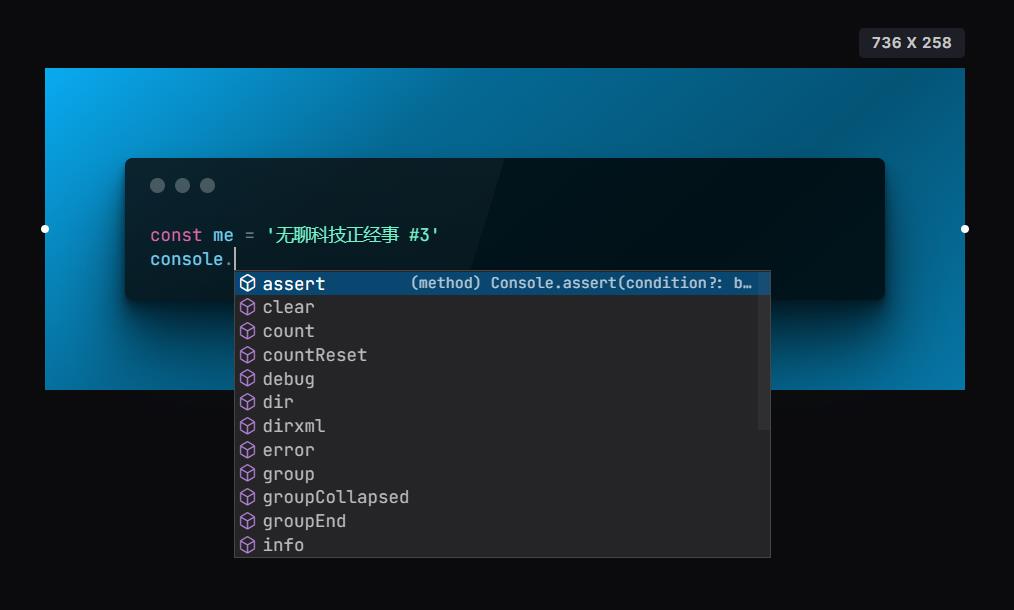 736 X 258
const me = '无聊科技正经事 #3'
console.
assert (method) Console.assert(condition?: b…
clear
count
countReset
debug
dir
dirxml
error
group
groupCollapsed
groupEnd
info